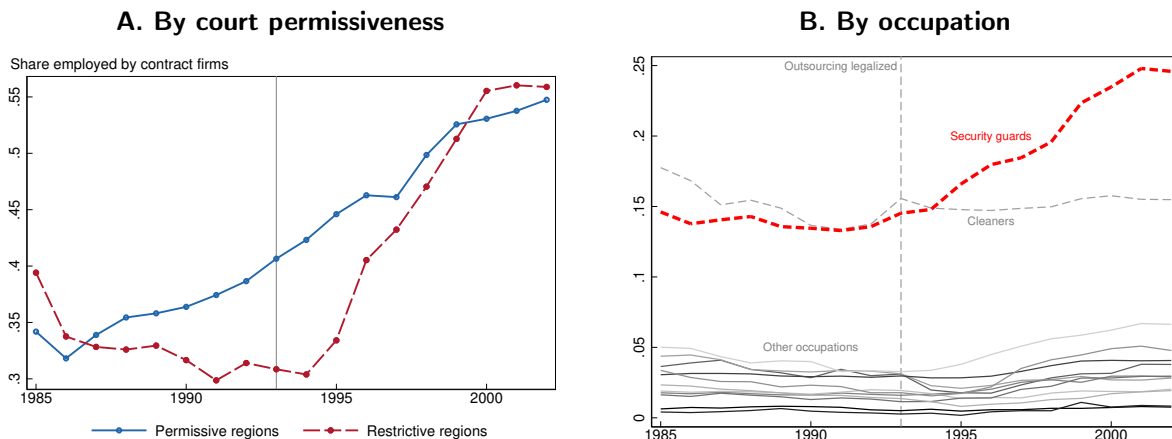 A. By court permissiveness
Share employed by contract firms
.55
.5
.45
.4
.35
.3
1985 1990 1995 2000
Permissive regions Restrictive regions
B. By occupation
.25
.2
.15
.1
.05
0
Outsourcing legalized
Security guards
Cleaners
Other occupations
1985 1990 1995 2000